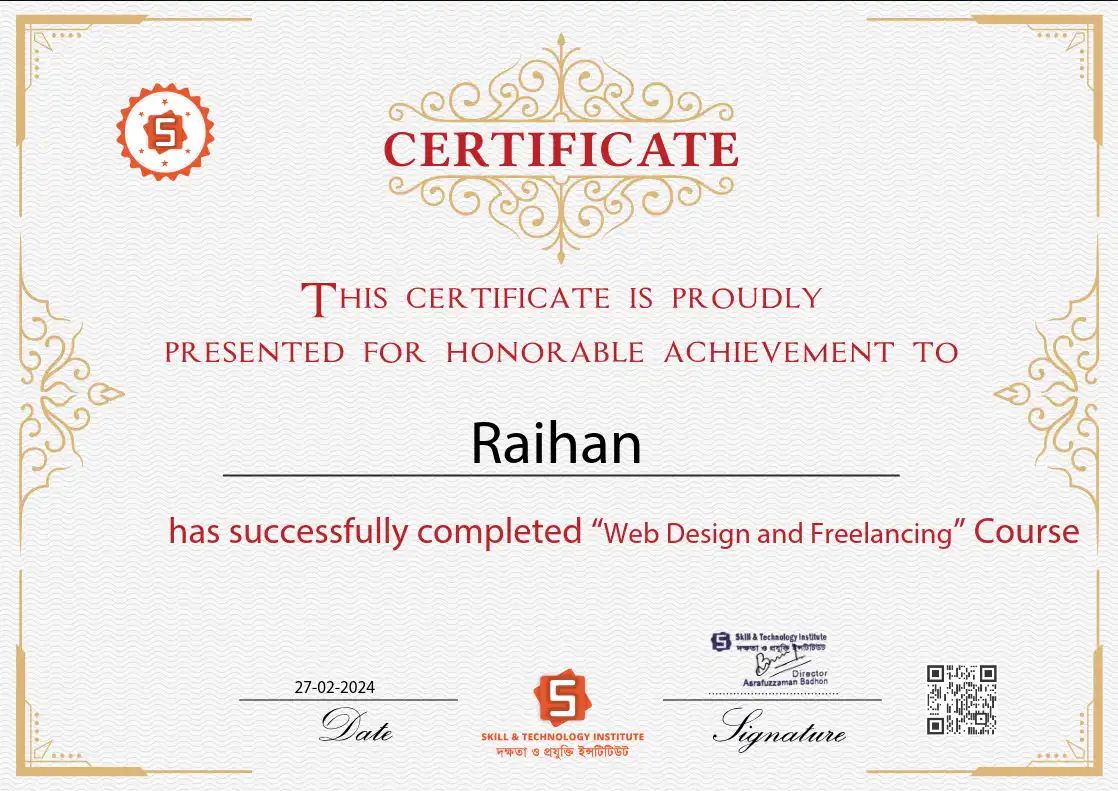 CERTIFICATE
THIS CERTIFICATE IS PROUDLY
PRESENTED FOR HONORABLE ACHIEVEMENT TO
Raihan
has successfully completed “Web Design and Freelancing” Course
Skill & Technology Institute
দক্ষতা ও প্রযুক্তি ইন্সটিটিউট
Director
Asrafuzzaman Badhon
27-02-2024
Date
Signature
SKILL & TECHNOLOGY INSTITUTE
দক্ষতা ও প্রযুক্তি ইন্সটিটিউট